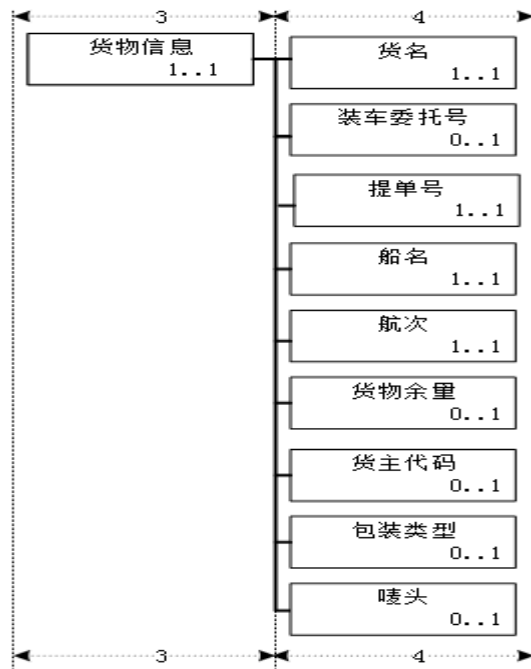 3 4
货物信息
1..1
货名
1..1
装车委托号
0..1
提单号
1..1
船名
1..1
航次
1..1
货物余量
0..1
货主代码
0..1
包装类型
0..1
唛头
0..1
3 4